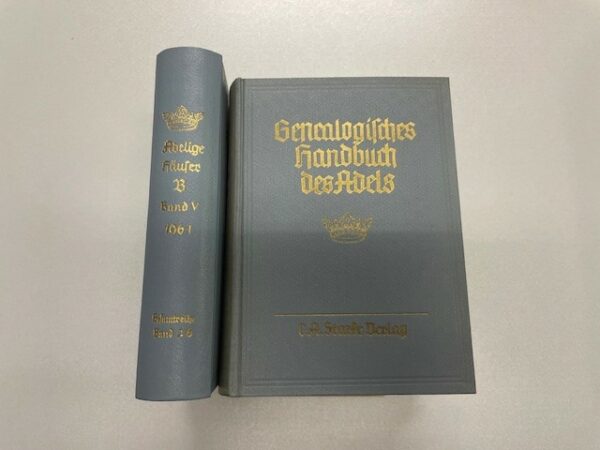 Adelige
Häuser
B
Band V
1961
Gesamtreihe
Band 26
Genealogisches
Handbuch
des Adels
C. A. Starke Verlag